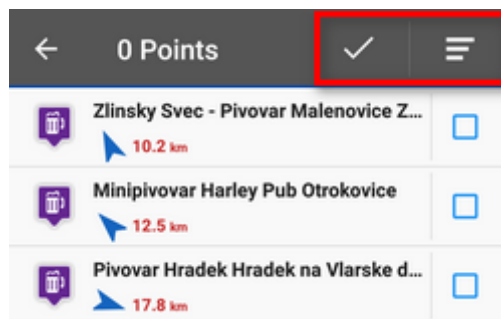 0 Points
Zlinsky Svec - Pivovar Malenovice Z...
10.2 km
Minipivovar Harley Pub Otrokovice
12.5 km
Pivovar Hradek Hradek na Vlarske d...
17.8 km